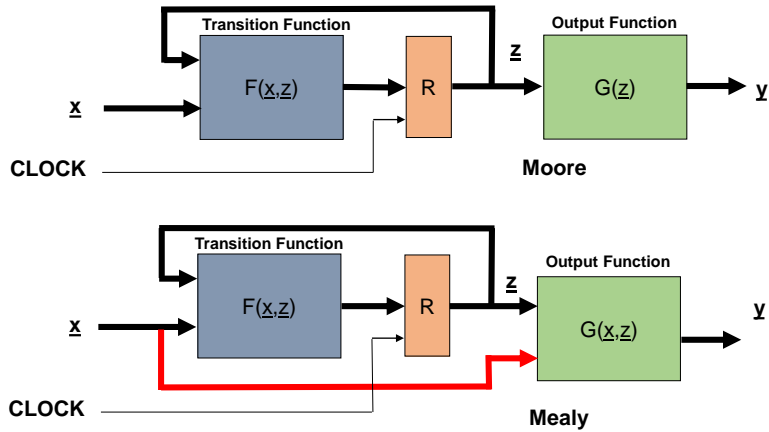 Transition Function
Output Function
F(x,z)
R
z
G(z)
x
y
CLOCK
Moore
Transition Function
Output Function
F(x,z)
R
z
G(x,z)
x
y
CLOCK
Mealy